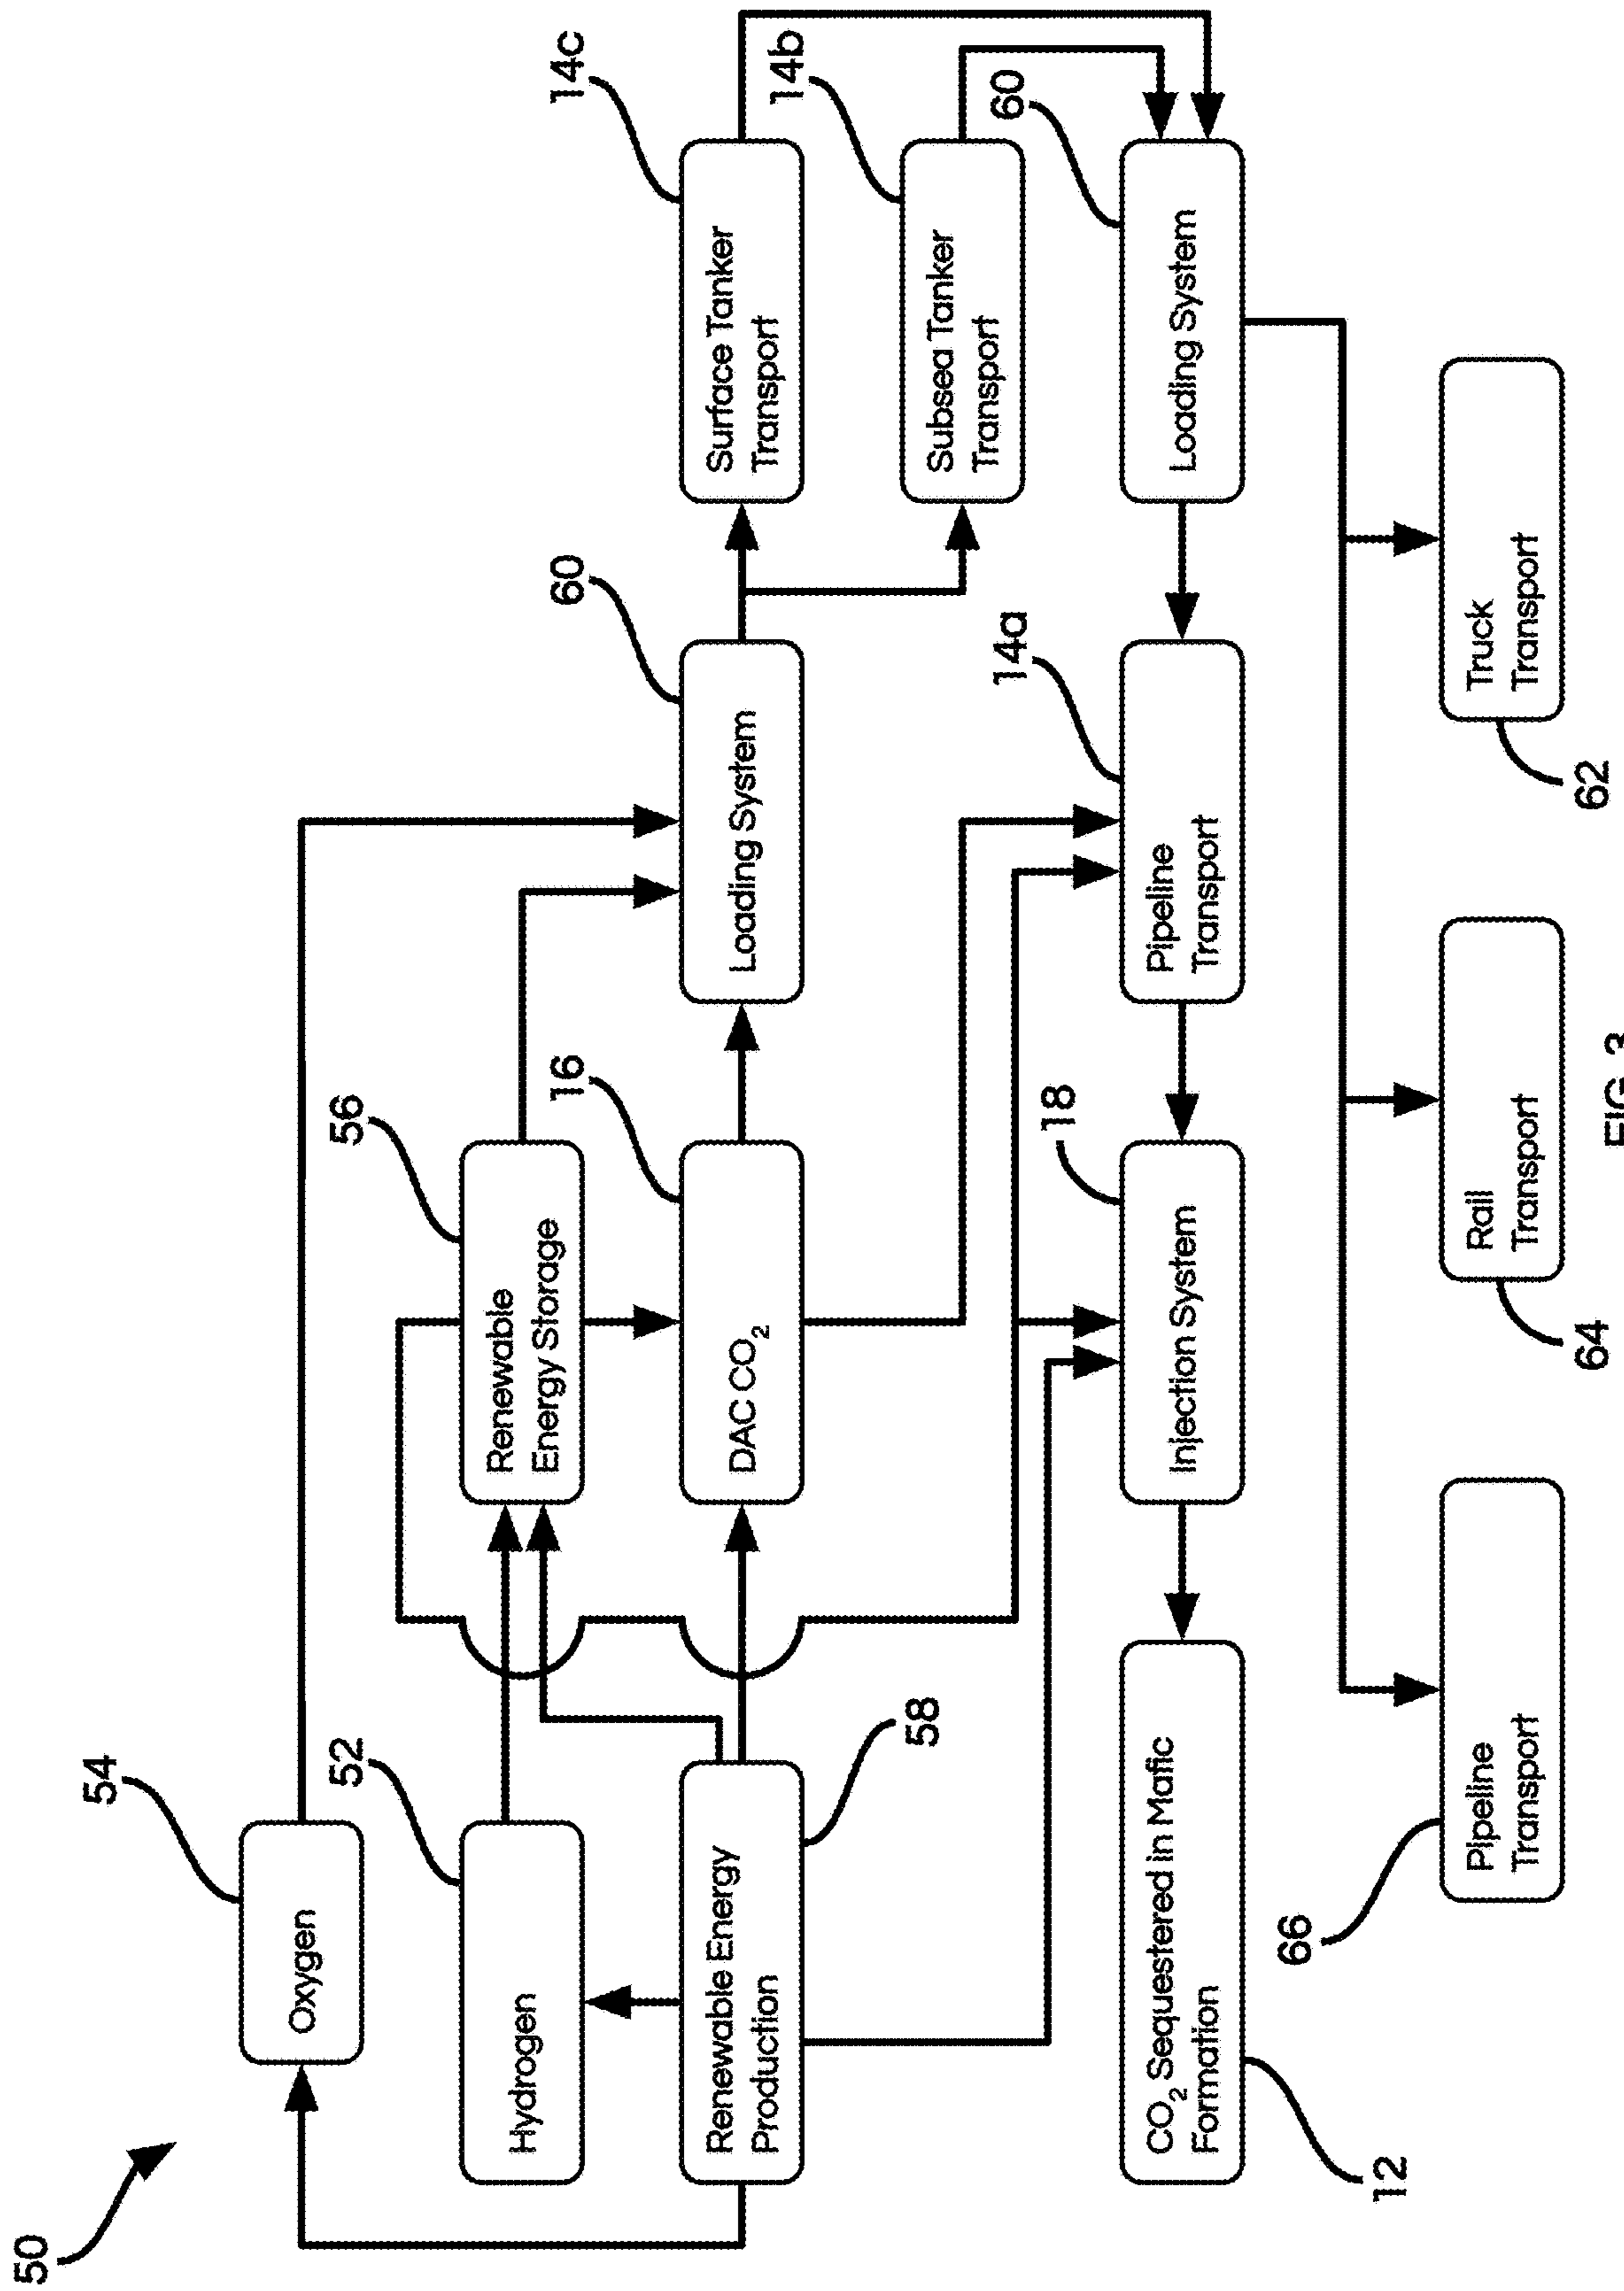 50
54
Oxygen
52
Hydrogen
56
Renewable
Energy Storage
58
Renewable Energy
Production
16
DAC CO₂
60
Loading System
14c
Surface Tanker
Transport
14b
Subsea Tanker
Transport
12
CO₂ Sequestered in Mafic
Formation
18
Injection System
14a
Pipeline
Transport
60
Loading System
66
Pipeline
Transport
64
Rail
Transport
62
Truck
Transport
FIG. 3